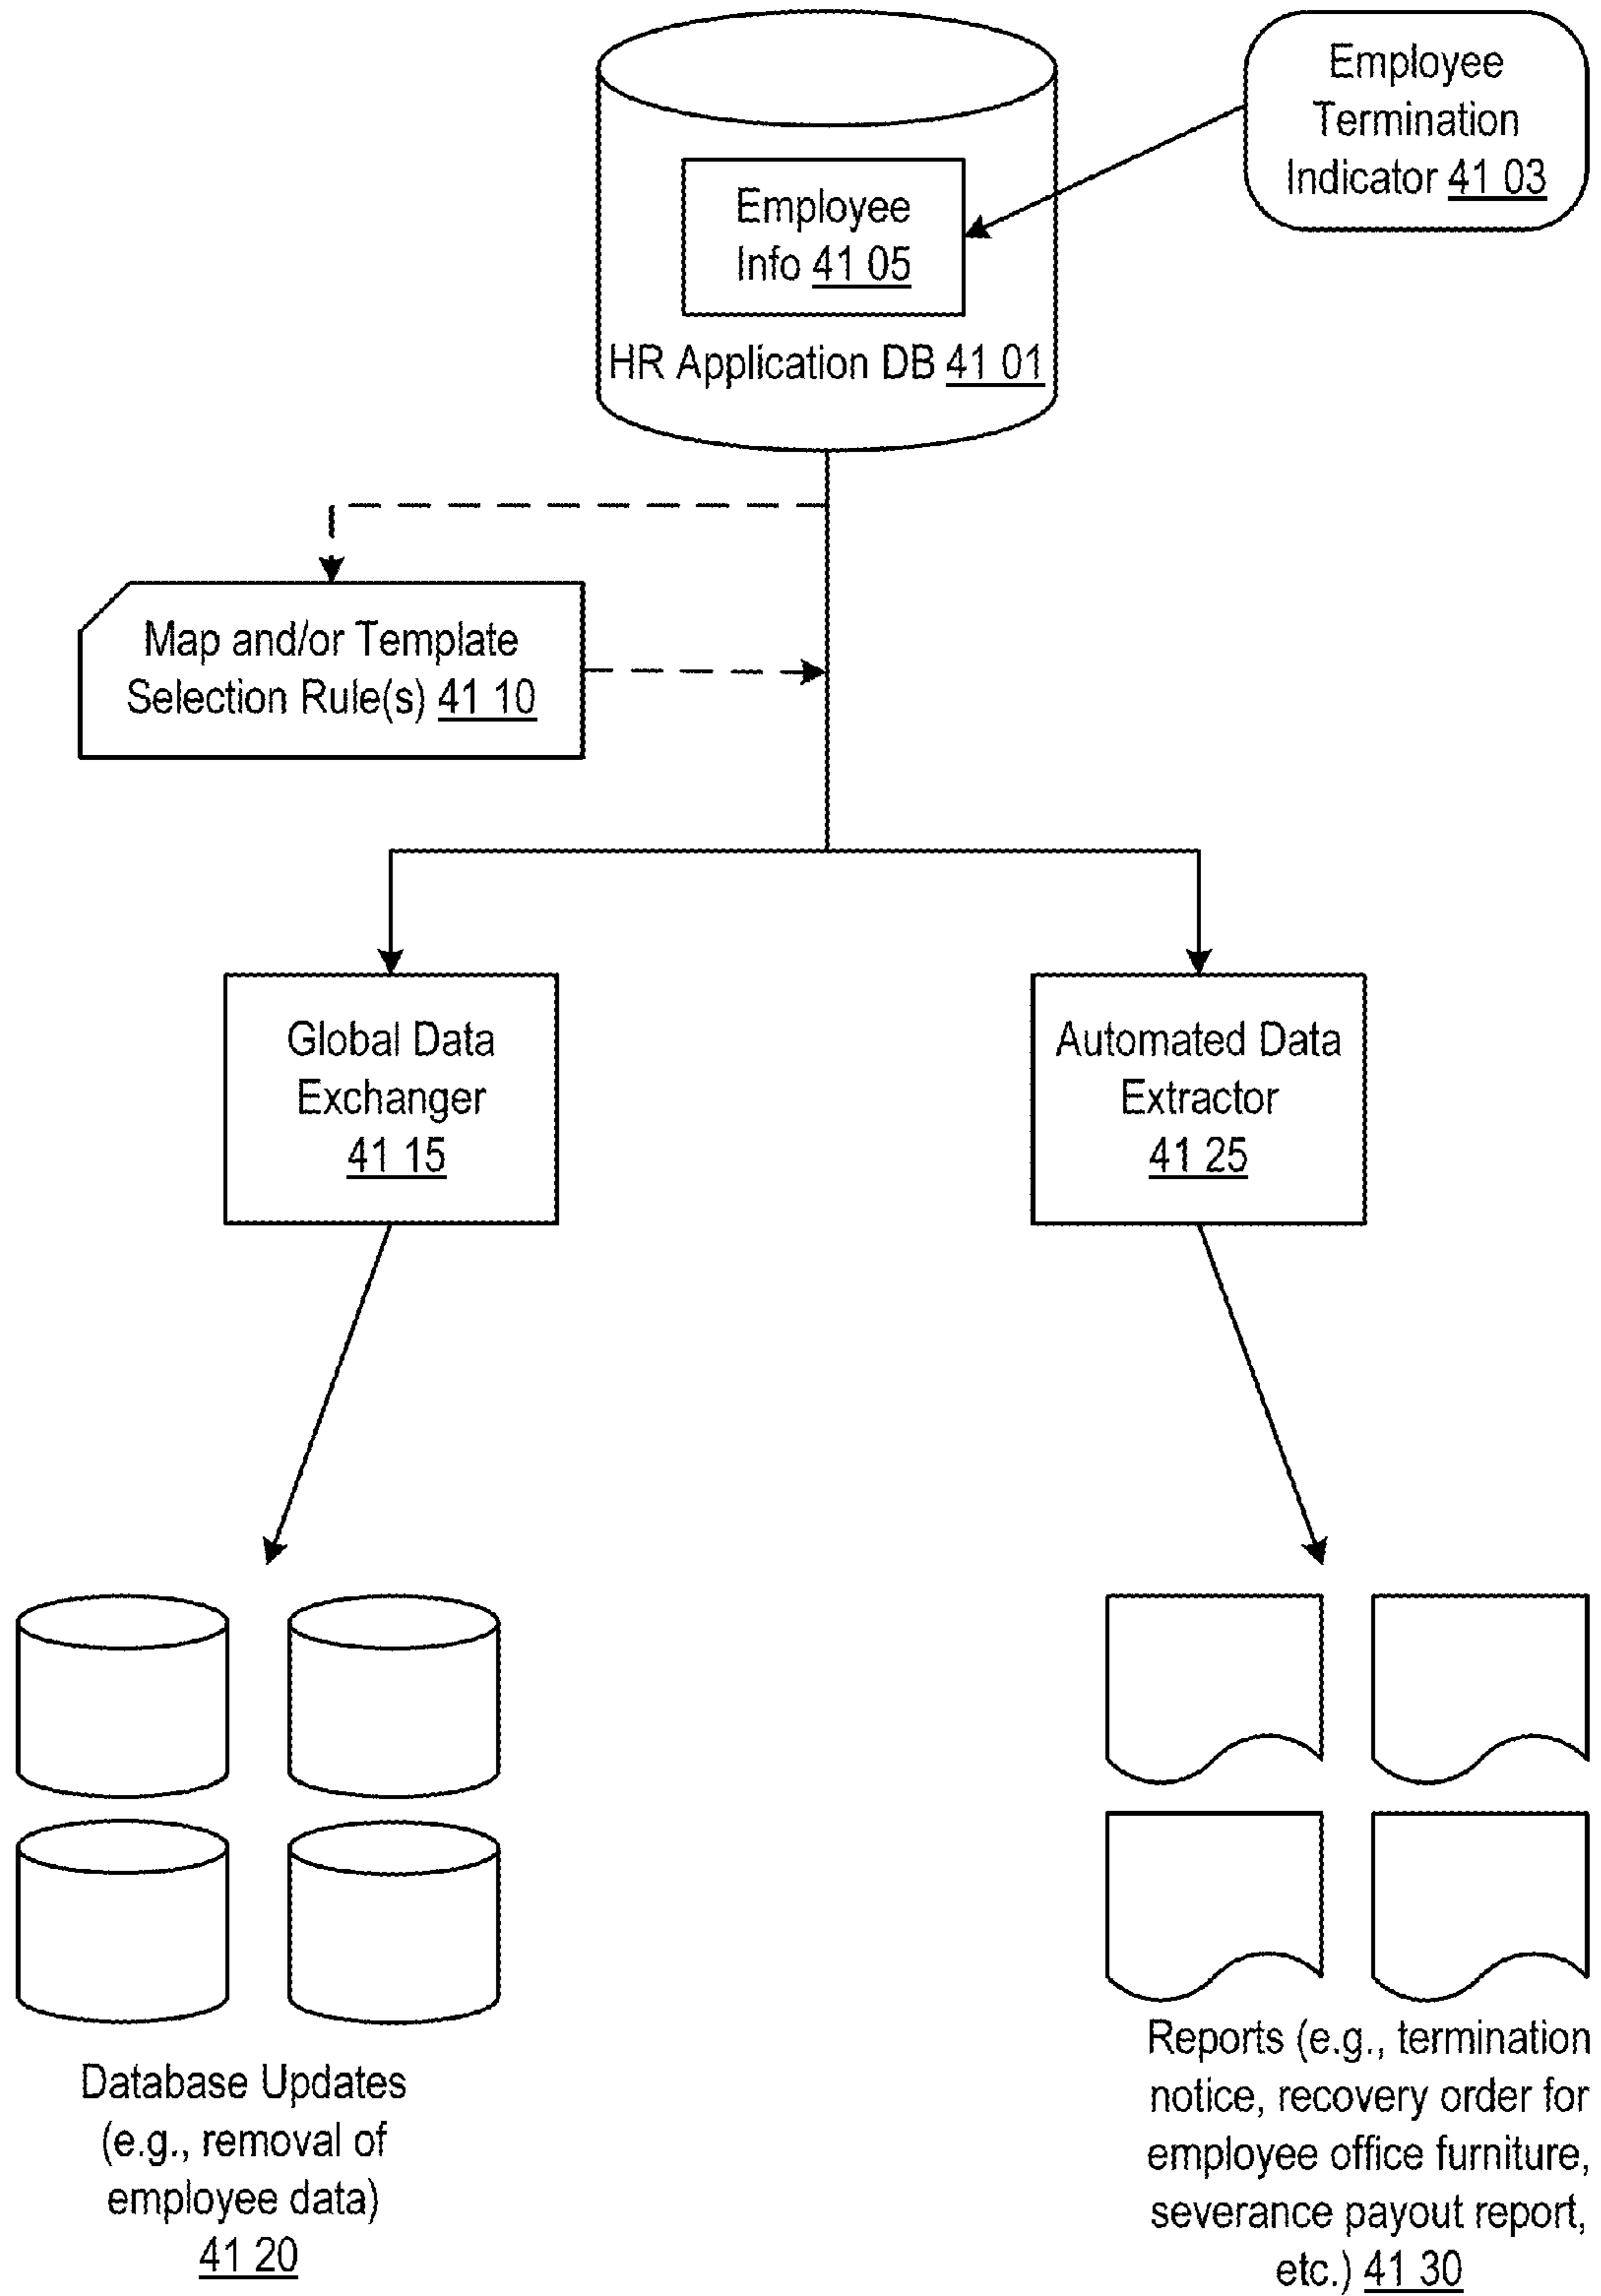 Employee
Termination
Indicator 41 03
Employee
Info 41 05
HR Application DB 41 01
Map and/or Template
Selection Rule(s) 41 10
Global Data
Exchanger
41 15
Automated Data
Extractor
41 25
Database Updates
(e.g., removal of
employee data)
41 20
Reports (e.g., termination
notice, recovery order for
employee office furniture,
severance payout report,
etc.) 41 30